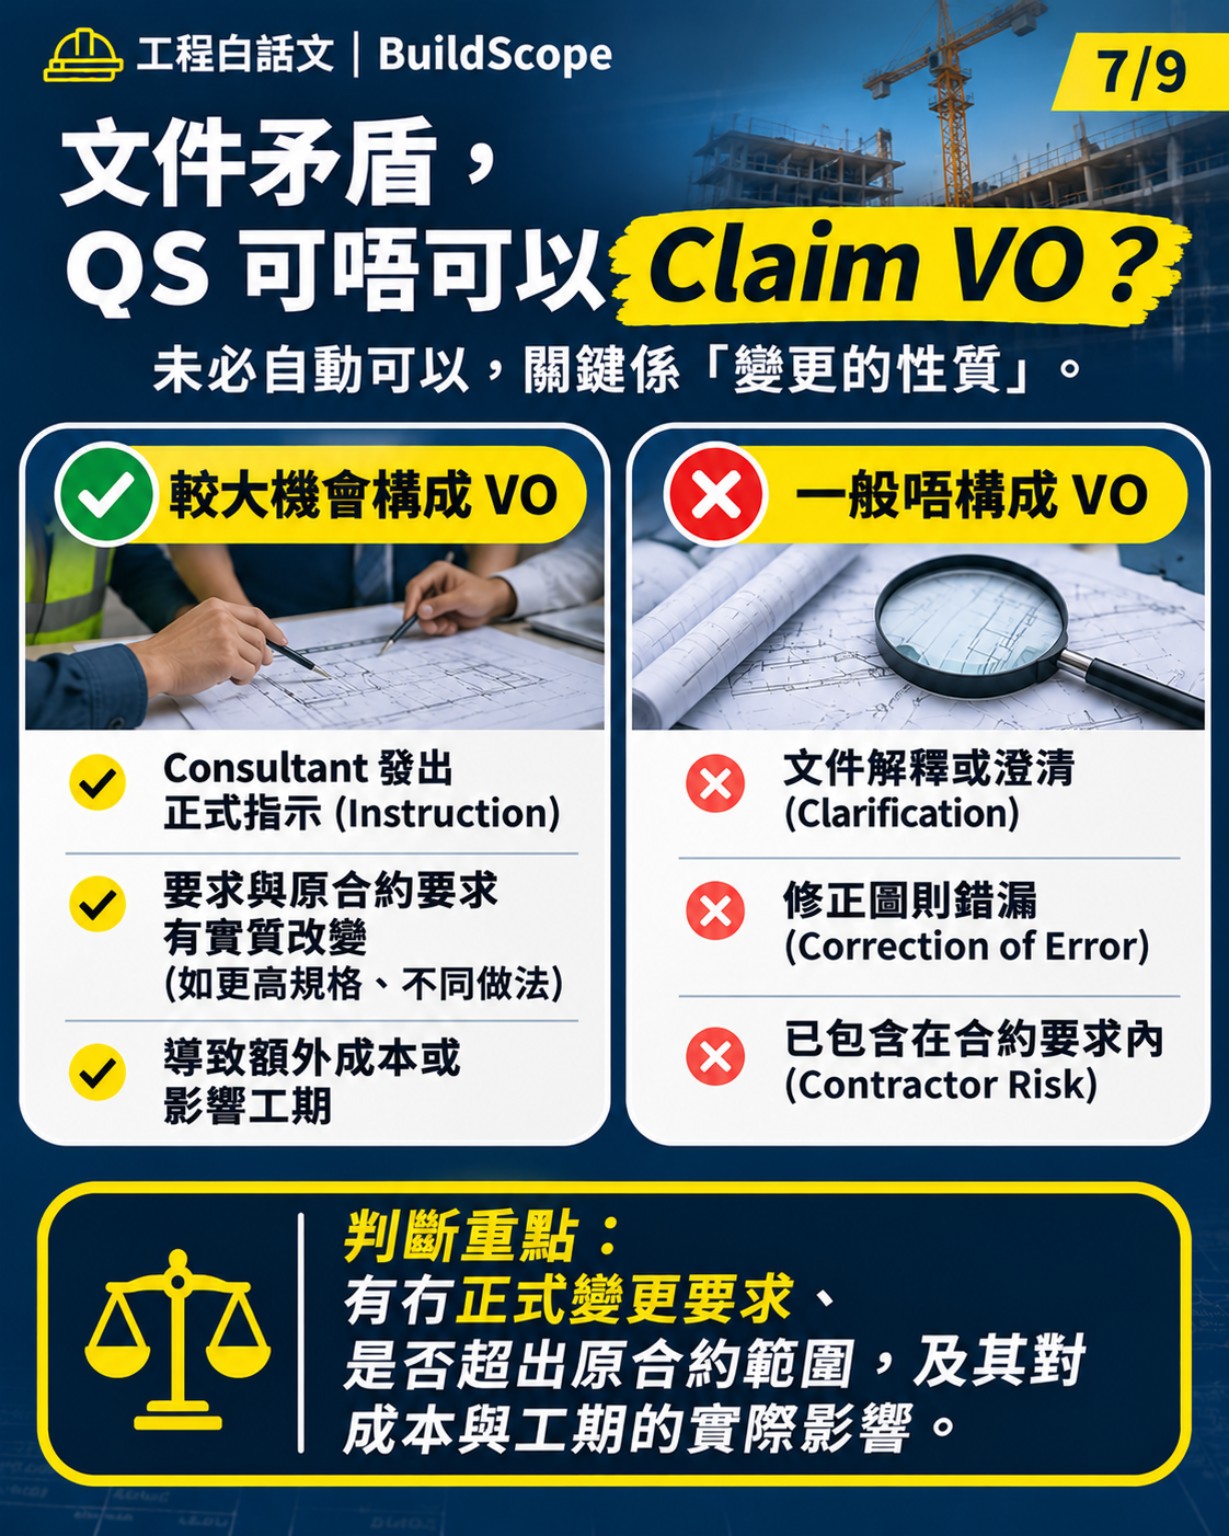 工程白話文 | BuildScope
7/9
文件矛盾，
QS 可唔可以 Claim VO？
未必自動可以，關鍵係「變更的性質」。
較大機會構成 VO
Consultant 發出
正式指示 (Instruction)
要求與原合約要求
有實質改變
(如更高規格、不同做法)
導致額外成本或
影響工期
一般唔構成 VO
文件解釋或澄清
(Clarification)
修正圖則錯漏
(Correction of Error)
已包含在合約要求內
(Contractor Risk)
判斷重點：
有冇正式變更要求、
是否超出原合約範圍，及其對
成本與工期的實際影響。